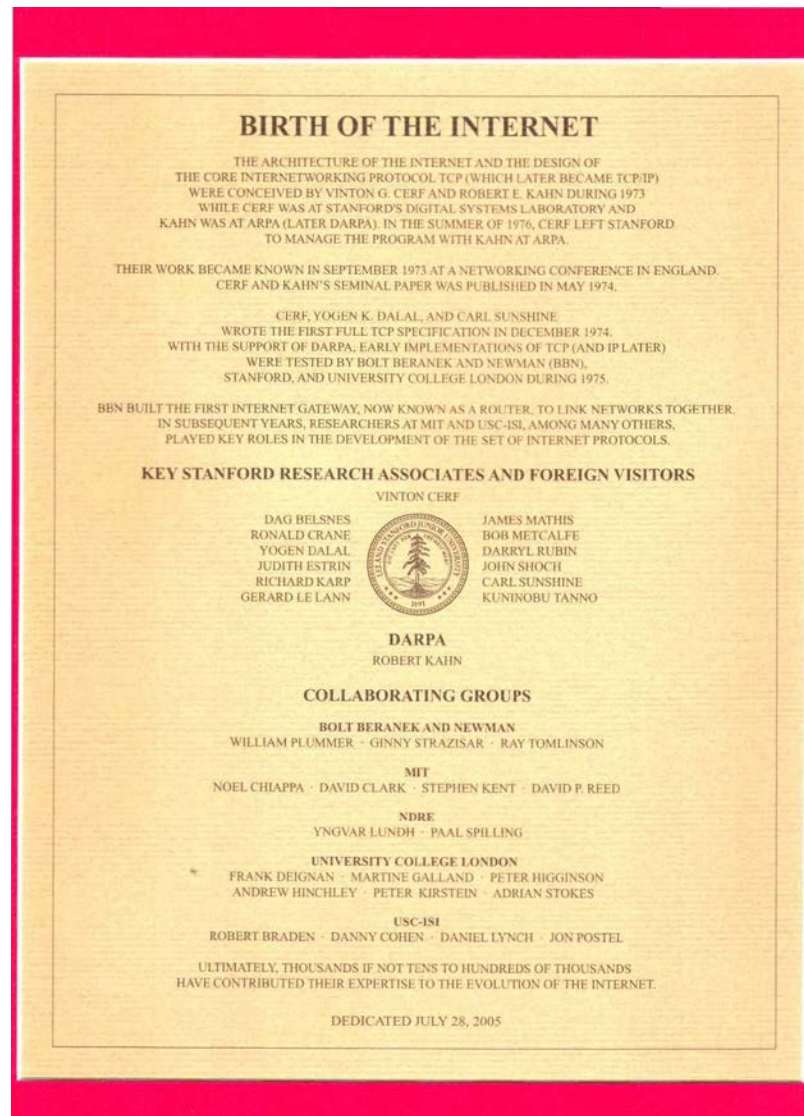 BIRTH OF THE INTERNET
THE ARCHITECTURE OF THE INTERNET AND THE DESIGN OF
THE CORE INTERNETWORKING PROTOCOL TCP (WHICH LATER BECAME TCP/IP)
WERE CONCEIVED BY VINTON G. CERF AND ROBERT E. KAHN DURING 1973
WHILE CERF WAS AT STANFORD'S DIGITAL SYSTEMS LABORATORY AND
KAHN WAS AT ARPA (LATER DARPA). IN THE SUMMER OF 1976, CERF LEFT STANFORD
TO MANAGE THE PROGRAM WITH KAHN AT ARPA.
THEIR WORK BECAME KNOWN IN SEPTEMBER 1973 AT A NETWORKING CONFERENCE IN ENGLAND.
CERF AND KAHN'S SEMINAL PAPER WAS PUBLISHED IN MAY 1974.
CERF, YOGEN K. DALAL, AND CARL SUNSHINE
WROTE THE FIRST FULL TCP SPECIFICATION IN DECEMBER 1974.
WITH THE SUPPORT OF DARPA, EARLY IMPLEMENTATIONS OF TCP (AND IP LATER)
WERE TESTED BY BOLT BERANEK AND NEWMAN (BBN),
STANFORD, AND UNIVERSITY COLLEGE LONDON DURING 1975.
BBN BUILT THE FIRST INTERNET GATEWAY, NOW KNOWN AS A ROUTER, TO LINK NETWORKS TOGETHER.
IN SUBSEQUENT YEARS, RESEARCHERS AT MIT AND USC-ISI, AMONG MANY OTHERS,
PLAYED KEY ROLES IN THE DEVELOPMENT OF THE SET OF INTERNET PROTOCOLS.
KEY STANFORD RESEARCH ASSOCIATES AND FOREIGN VISITORS
VINTON CERF
DAG BELSNES
RONALD CRANE
YOGEN DALAL
JUDITH ESTRIN
RICHARD KARP
GERARD LE LANN
LELAND STANFORD JUNIOR UNIVERSITY
1891
JAMES MATHIS
BOB METCALFE
DARRYL RUBIN
JOHN SHOCH
CARL SUNSHINE
KUNINOBU TANNO
DARPA
ROBERT KAHN
COLLABORATING GROUPS
BOLT BERANEK AND NEWMAN
WILLIAM PLUMMER · GINNY STRAZISAR · RAY TOMLINSON
MIT
NOEL CHIAPPA · DAVID CLARK · STEPHEN KENT · DAVID P. REED
NDRE
YNGVAR LUNDH · PAAL SPILLING
UNIVERSITY COLLEGE LONDON
FRANK DEIGNAN · MARTINE GALLAND · PETER HIGGINSON
ANDREW HINCHLEY · PETER KIRSTEIN · ADRIAN STOKES
USC-ISI
ROBERT BRADEN · DANNY COHEN · DANIEL LYNCH · JON POSTEL
ULTIMATELY, THOUSANDS IF NOT TENS TO HUNDREDS OF THOUSANDS
HAVE CONTRIBUTED THEIR EXPERTISE TO THE EVOLUTION OF THE INTERNET.
DEDICATED JULY 28, 2005